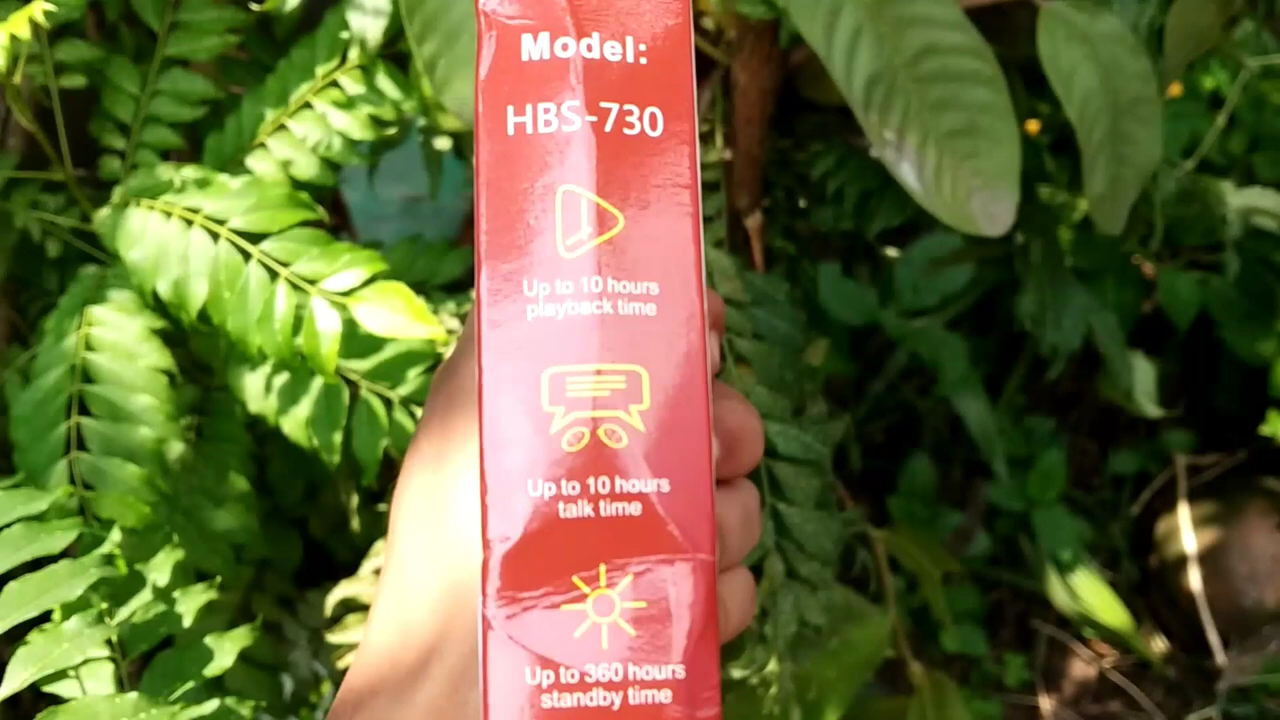 Model:
HBS-730
Up to 10 hours
playback time
Up to 10 hours
talk time
Up to 360 hours
standby time